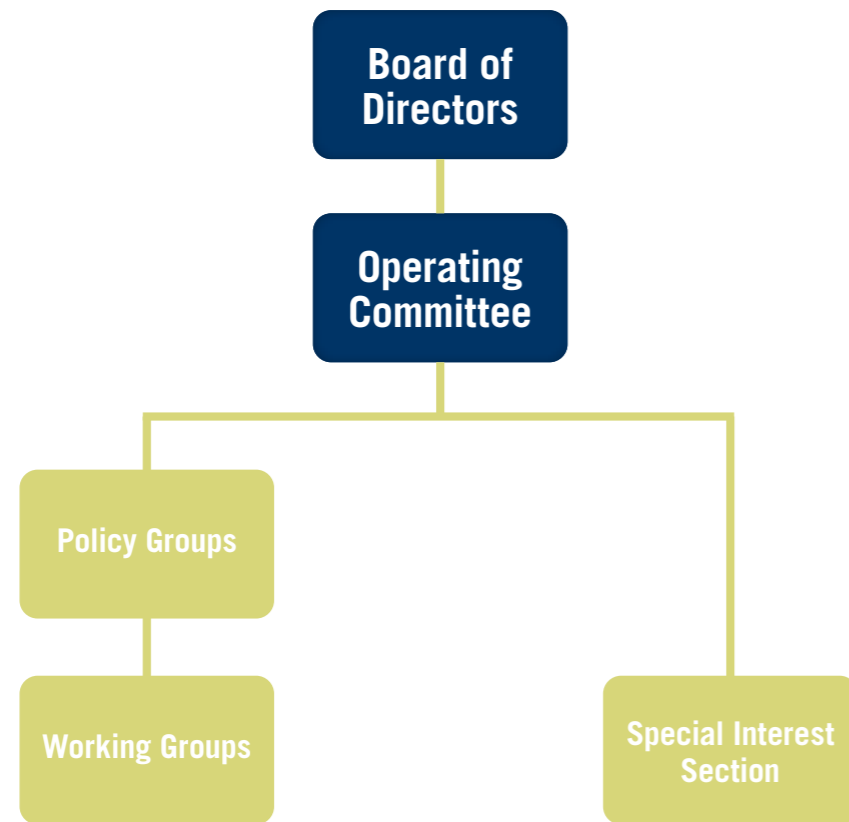 Board of
Directors
Operating
Committee
Policy Groups
Working Groups
Special Interest
Section